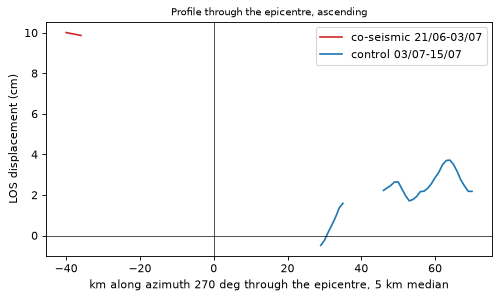 Profile through the epicentre, ascending
co-seismic 21/06-03/07
control 03/07-15/07
LOS displacement (cm)
10
8
6
4
2
0
−40 −20 0 20 40 60
km along azimuth 270 deg through the epicentre, 5 km median